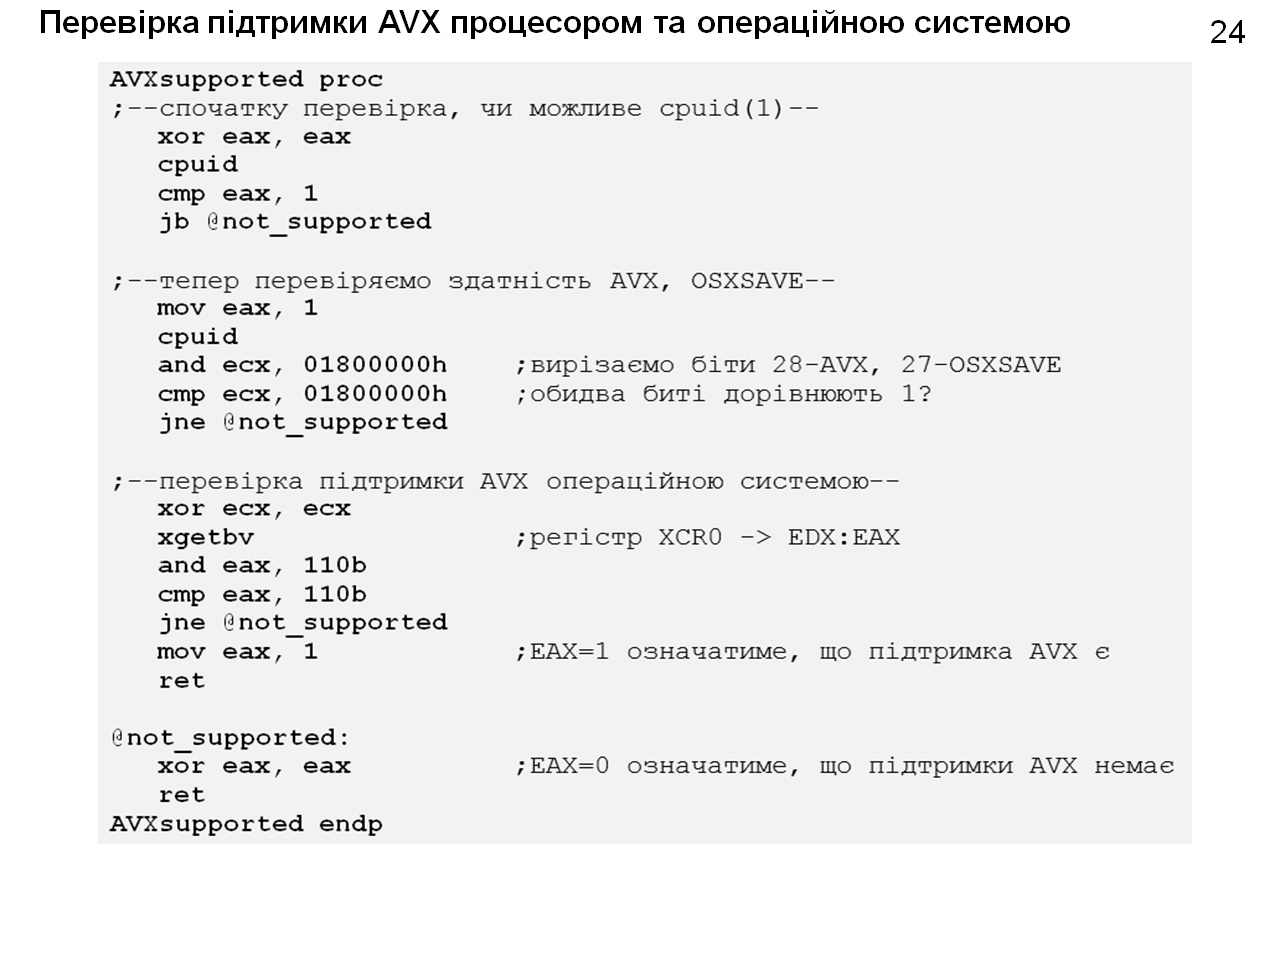 Перевірка підтримки AVX процесором та операційною системою
24
AVXsupported proc
;--спочатку перевірка, чи можливе cpuid(1)--
xor eax, eax
cpuid
cmp eax, 1
jb @not_supported
;--тепер перевіряємо здатність AVX, OSXSAVE--
mov eax, 1
cpuid
and ecx, 01800000h ;вирізаємо біти 28-AVX, 27-OSXSAVE
cmp ecx, 01800000h ;обидва биті дорівнюють 1?
jne @not_supported
;--перевірка підтримки AVX операційною системою--
xor ecx, ecx
xgetbv ;регістр XCR0 -> EDX:EAX
and eax, 110b
cmp eax, 110b
jne @not_supported
mov eax, 1 ;EAX=1 означатиме, що підтримка AVX є
ret
@not_supported:
xor eax, eax ;EAX=0 означатиме, що підтримки AVX немає
ret
AVXsupported endp